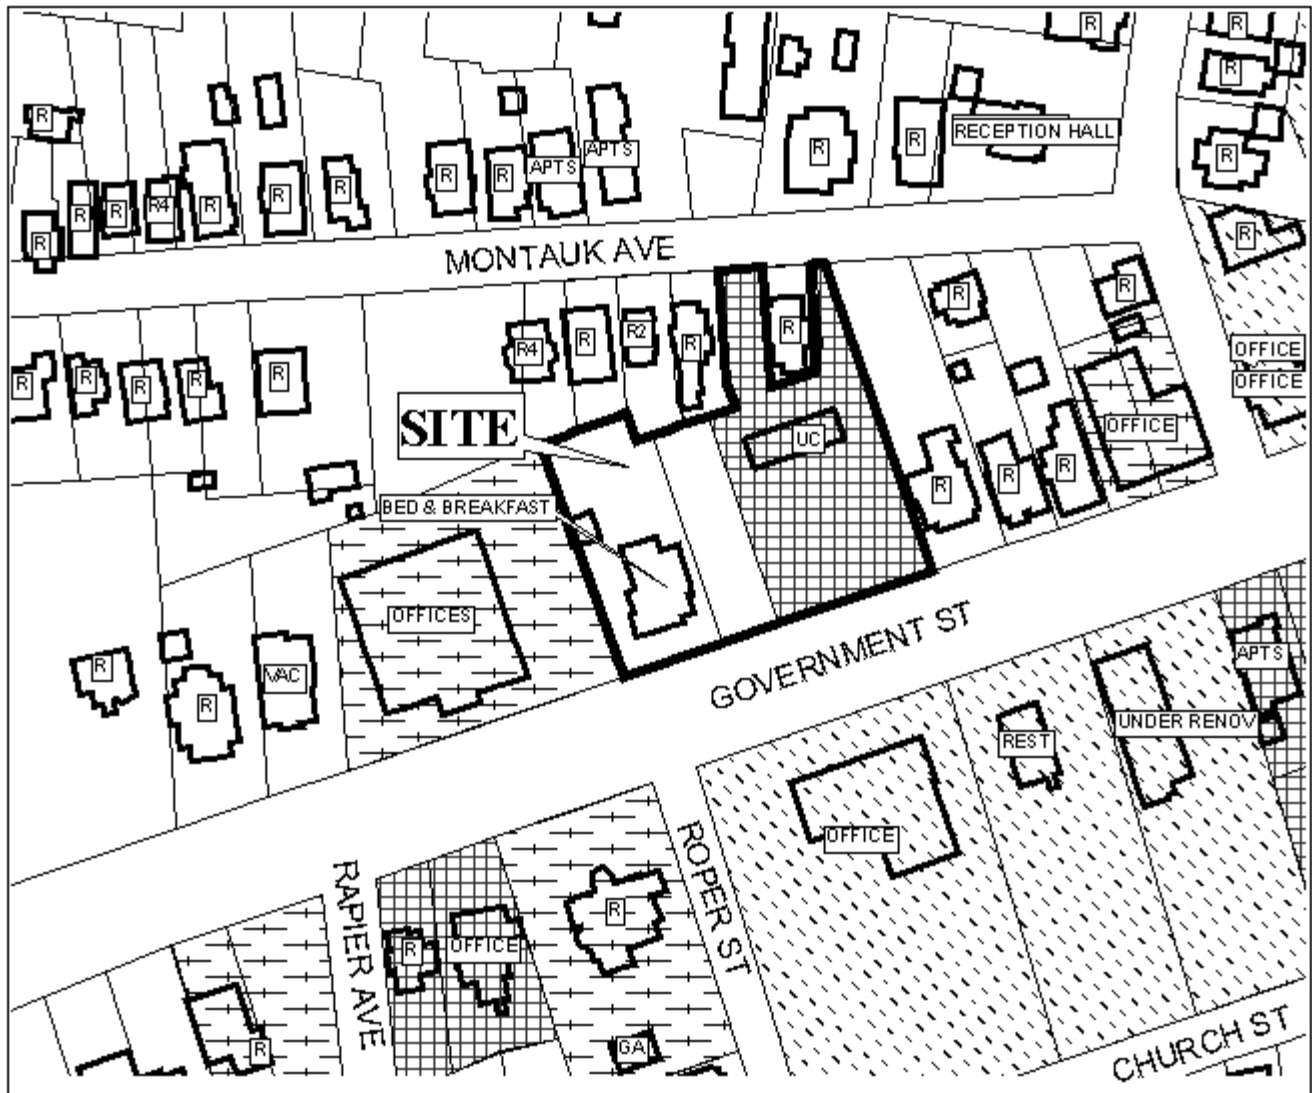 R
R
R
R
R
R
RECEPTION HALL
R
R
R
R
R4
R
R
R
R
R
APTS
APTS
R
R
R
MONTAUK AVE
R
R
R
R
R
R
R
R4
R
R2
R
R
R
R
OFFICE
OFFICE
SITE
UC
OFFICE
R
R
R
BED & BREAKFAST
OFFICES
GOVERNMENT ST
R
R
VAC
APTS
REST
UNDER RENOV
OFFICE
RAPIER AVE
ROPER ST
R
OFFICE
R
R
GA
CHURCH ST